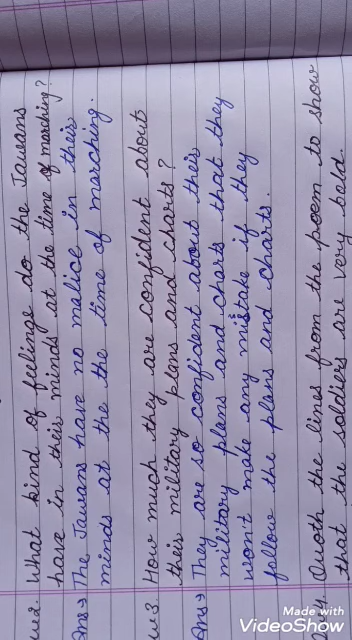 ue2. What kind of feelings do the Jawans
have in their minds at the time of marching?
Ans→ The Jawans have no malice in their
minds at the the time of marching.
ue3. How much they are confident about
their military plans and charts?
Ans→ They are so confident about their
military plans and charts that they
won't make any mistake if they
follow the plans and charts.
4. Quoth the lines from the poem to show
that the soldiers are very bold.
Made with
VideoShow